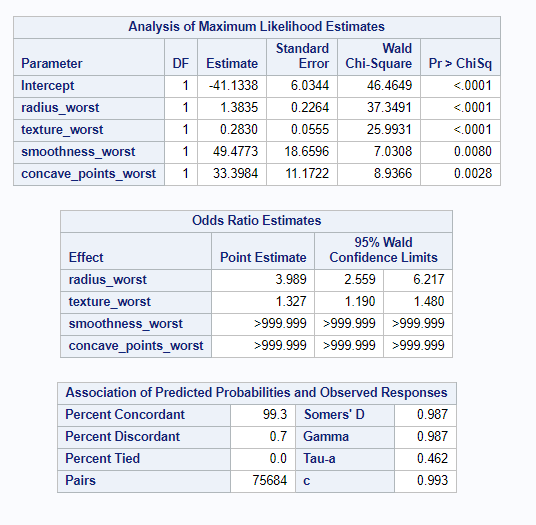 Analysis of Maximum Likelihood Estimates
Parameter DF Estimate Standard Error Wald Chi-Square Pr > ChiSq
Intercept 1 -41.1338 6.0344 46.4649 <.0001
radius_worst 1 1.3835 0.2264 37.3491 <.0001
texture_worst 1 0.2830 0.0555 25.9931 <.0001
smoothness_worst 1 49.4773 18.6596 7.0308 0.0080
concave_points_worst 1 33.3984 11.1722 8.9366 0.0028
Odds Ratio Estimates
Effect Point Estimate 95% Wald Confidence Limits
radius_worst 3.989 2.559 6.217
texture_worst 1.327 1.190 1.480
smoothness_worst >999.999 >999.999 >999.999
concave_points_worst >999.999 >999.999 >999.999
Association of Predicted Probabilities and Observed Responses
Percent Concordant 99.3 Somers' D 0.987
Percent Discordant 0.7 Gamma 0.987
Percent Tied 0.0 Tau-a 0.462
Pairs 75684 c 0.993